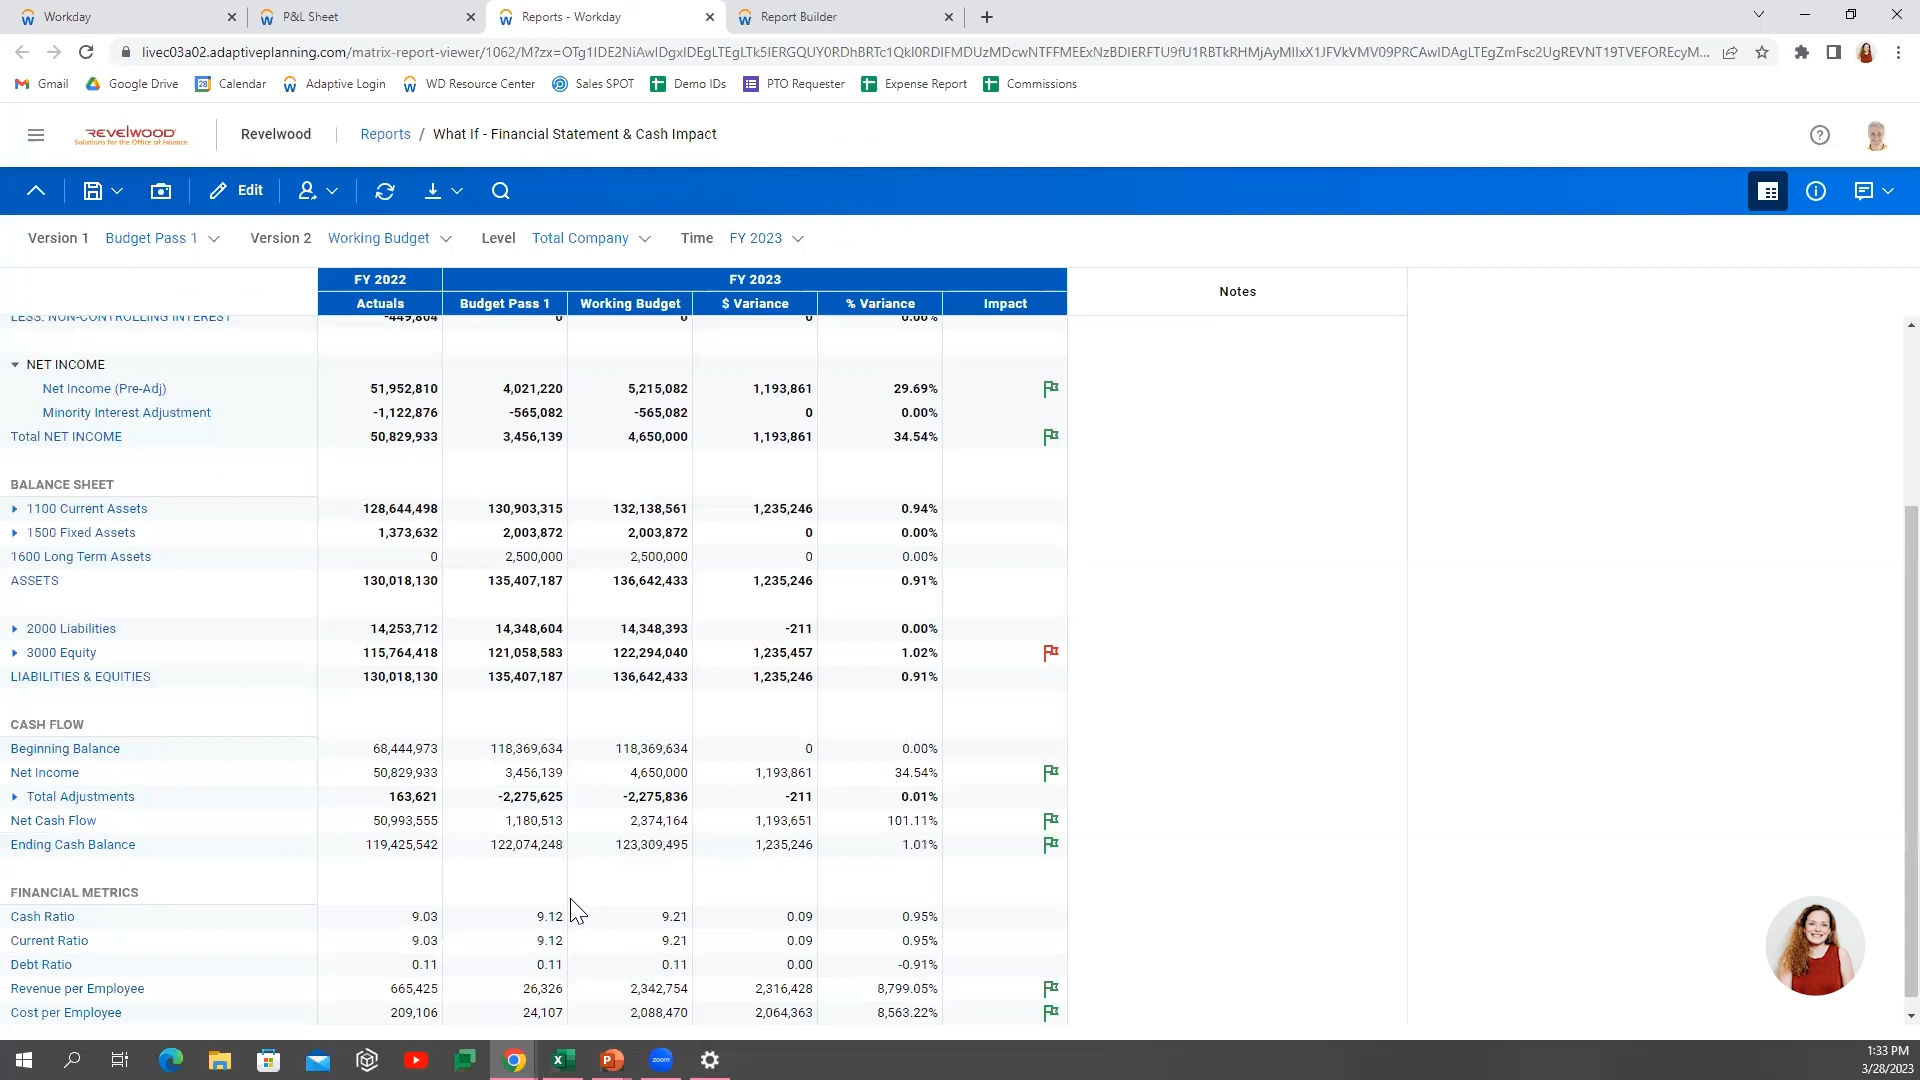 Workday
P&L Sheet
Reports - Workday
Report Builder
livec03a02.adaptiveplanning.com/matrix-report-viewer/1062/M?zx=
Gmail Google Drive Calendar Adaptive Login WD Resource Center Sales SPOT Demo IDs PTO Requester Expense Report Commissions
REVELWOOD Revelwood Reports / What If - Financial Statement & Cash Impact
Solutions for the Office of Finance
Edit
Version 1 Budget Pass 1 Version 2 Working Budget Level Total Company Time FY 2023
FY 2022 FY 2023
Notes
Actuals Budget Pass 1 Working Budget $ Variance % Variance Impact
LESS: NON-CONTROLLING INTEREST -449,804 0 0 0 0.00%
NET INCOME
Net Income (Pre-Adj) 51,952,810 4,021,220 5,215,082 1,193,861 29.69%
Minority Interest Adjustment -1,122,876 -565,082 -565,082 0 0.00%
Total NET INCOME 50,829,933 3,456,139 4,650,000 1,193,861 34.54%
BALANCE SHEET
1100 Current Assets 128,644,498 130,903,315 132,138,561 1,235,246 0.94%
1500 Fixed Assets 1,373,632 2,003,872 2,003,872 0 0.00%
1600 Long Term Assets 0 2,500,000 2,500,000 0 0.00%
ASSETS 130,018,130 135,407,187 136,642,433 1,235,246 0.91%
2000 Liabilities 14,253,712 14,348,604 14,348,393 -211 0.00%
3000 Equity 115,764,418 121,058,583 122,294,040 1,235,457 1.02%
LIABILITIES & EQUITIES 130,018,130 135,407,187 136,642,433 1,235,246 0.91%
CASH FLOW
Beginning Balance 68,444,973 118,369,634 118,369,634 0 0.00%
Net Income 50,829,933 3,456,139 4,650,000 1,193,861 34.54%
Total Adjustments 163,621 -2,275,625 -2,275,836 -211 0.01%
Net Cash Flow 50,993,555 1,180,513 2,374,164 1,193,651 101.11%
Ending Cash Balance 119,425,542 122,074,248 123,309,495 1,235,246 1.01%
FINANCIAL METRICS
Cash Ratio 9.03 9.12 9.21 0.09 0.95%
Current Ratio 9.03 9.12 9.21 0.09 0.95%
Debt Ratio 0.11 0.11 0.11 0.00 -0.91%
Revenue per Employee 665,425 26,326 2,342,754 2,316,428 8,799.05%
Cost per Employee 209,106 24,107 2,088,470 2,064,363 8,563.22%
zoom
1:33 PM
3/28/2023